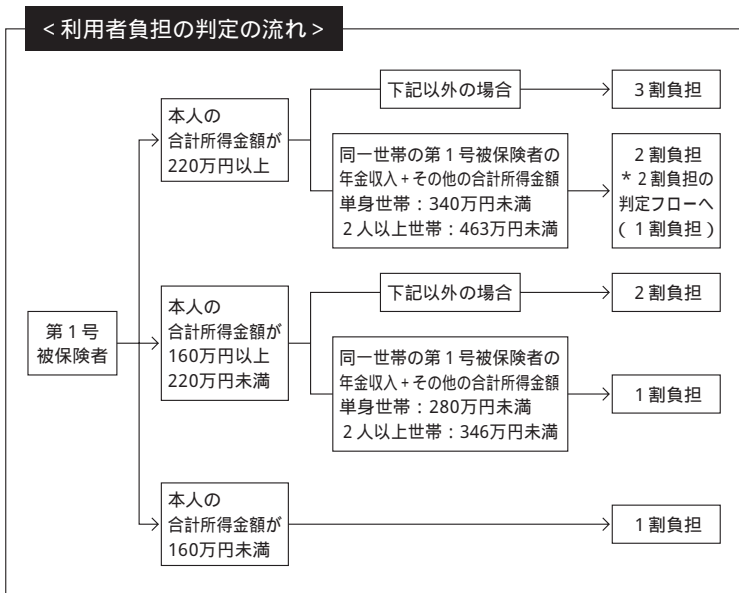 ＜利用者負担の判定の流れ＞
本人の
合計所得金額が
220万円以上
下記以外の場合
3割負担
同一世帯の第1号被保険者の
年金収入+その他の合計所得金額
単身世帯：340万円未満
2人以上世帯：463万円未満
2割負担
*2割負担の
判定フローへ
(1割負担)
第1号
被保険者
本人の
合計所得金額が
160万円以上
220万円未満
下記以外の場合
2割負担
同一世帯の第1号被保険者の
年金収入+その他の合計所得金額
単身世帯：280万円未満
2人以上世帯：346万円未満
1割負担
本人の
合計所得金額が
160万円未満
1割負担